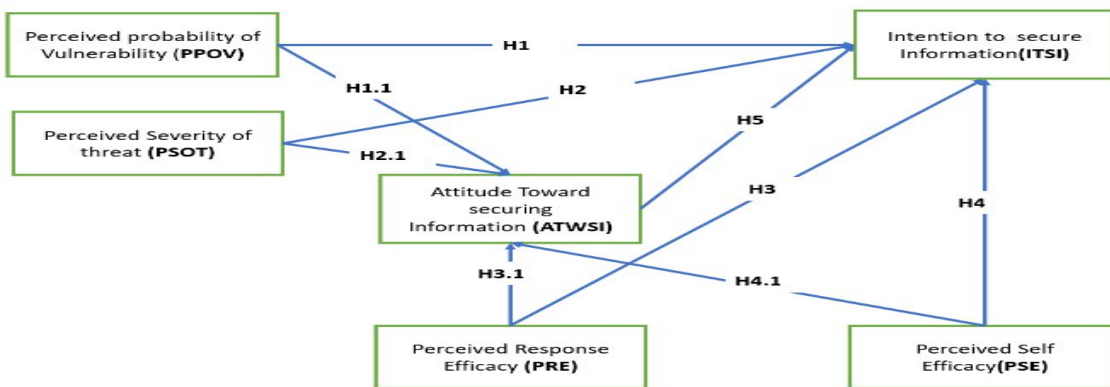 Perceived probability of
Vulnerability (PPOV)
H1
Intention to secure
Information(ITSI)
H1.1
H2
Perceived Severity of
threat (PSOT)
H5
H2.1
Attitude Toward
securing
Information (ATWSI)
H3
H4
H3.1
H4.1
Perceived Response
Efficacy (PRE)
Perceived Self
Efficacy(PSE)